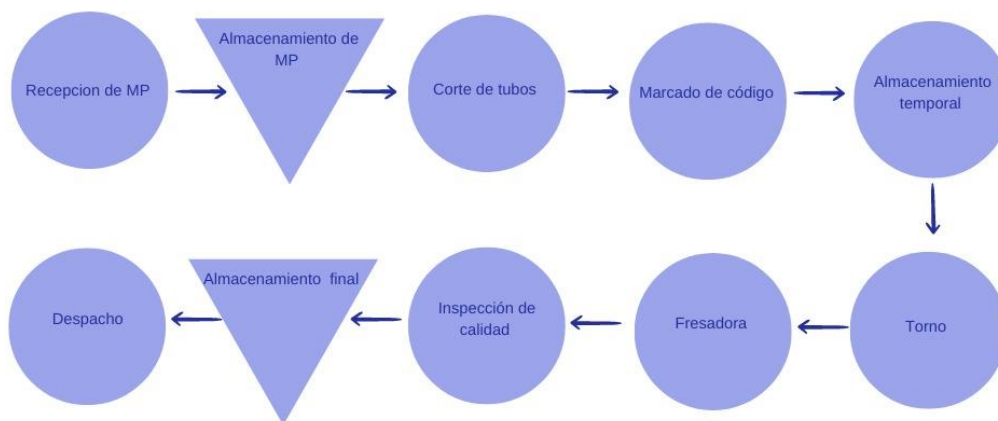 Recepcion de MP
Almacenamiento de
MP
Corte de tubos
Marcado de código
Almacenamiento
temporal
Torno
Fresadora
Inspección de
calidad
Almacenamiento  final
Despacho